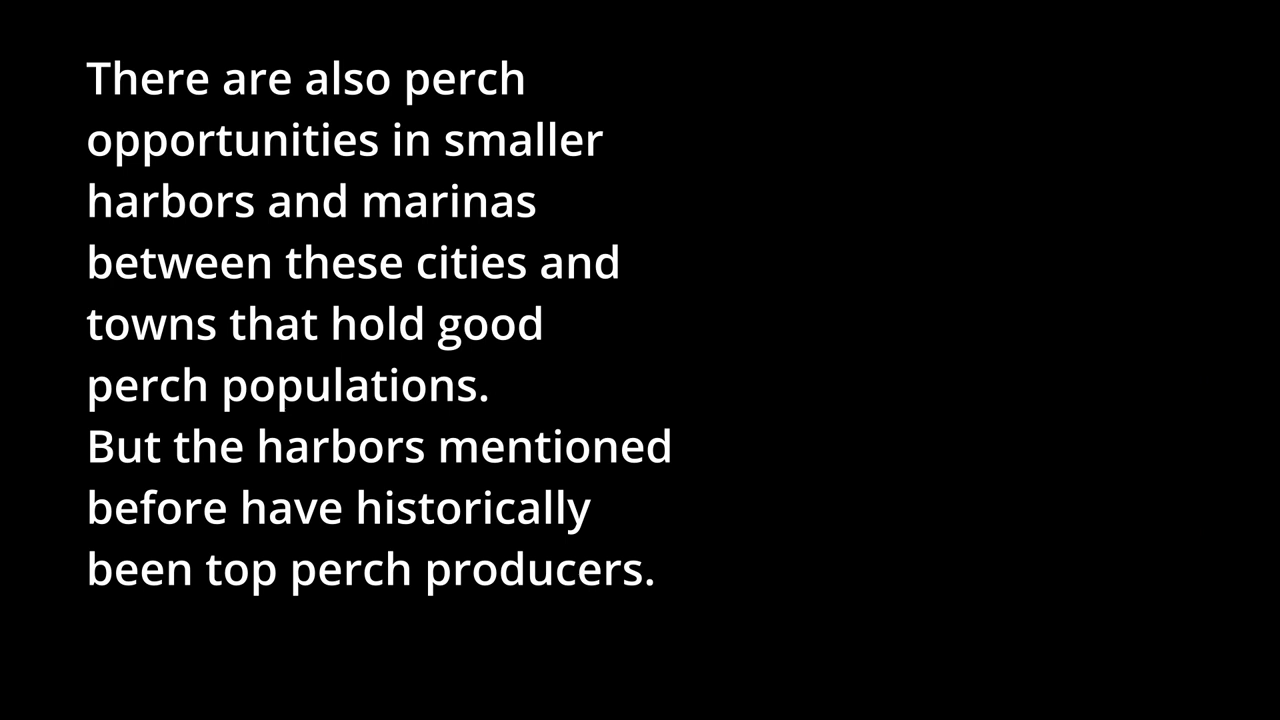 There are also perch
opportunities in smaller
harbors and marinas
between these cities and
towns that hold good
perch populations.
But the harbors mentioned
before have historically
been top perch producers.